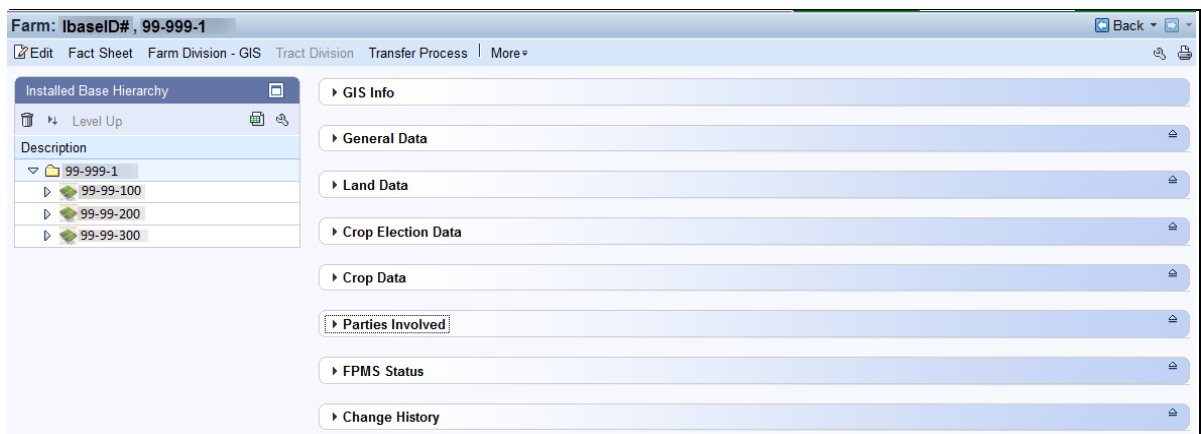 Farm: IbaseID# , 99-999-1 Back
Edit Fact Sheet Farm Division - GIS Tract Division Transfer Process More
Installed Base Hierarchy
Level Up
Description
99-999-1
99-99-100
99-99-200
99-99-300
GIS Info
General Data
Land Data
Crop Election Data
Crop Data
Parties Involved
FPMS Status
Change History